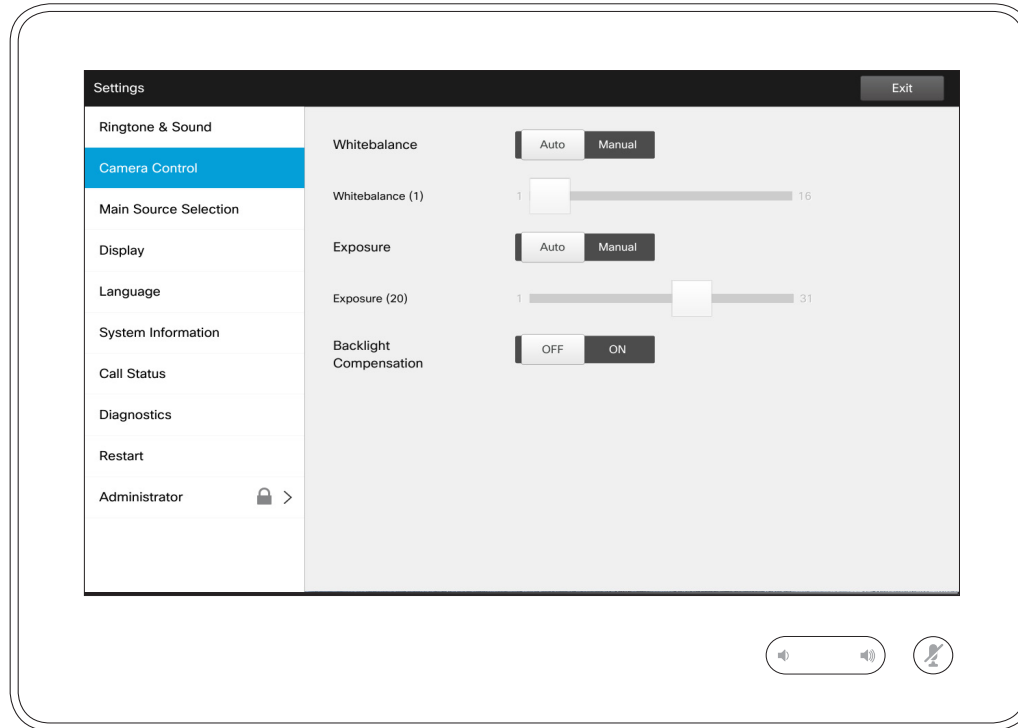 Settings
Exit
Ringtone & Sound
Camera Control
Main Source Selection
Display
Language
System Information
Call Status
Diagnostics
Restart
Administrator
Whitebalance
Auto Manual
Whitebalance (1)
1 16
Exposure
Auto Manual
Exposure (20)
1 31
Backlight
Compensation
OFF ON